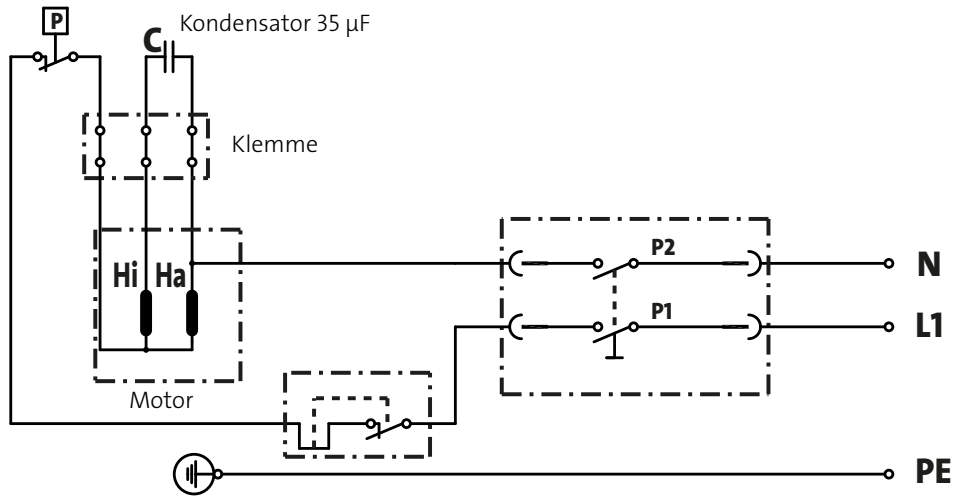 P
C
Kondensator 35 µF
Klemme
Hi Ha
Motor
P2
N
P1
L1
PE